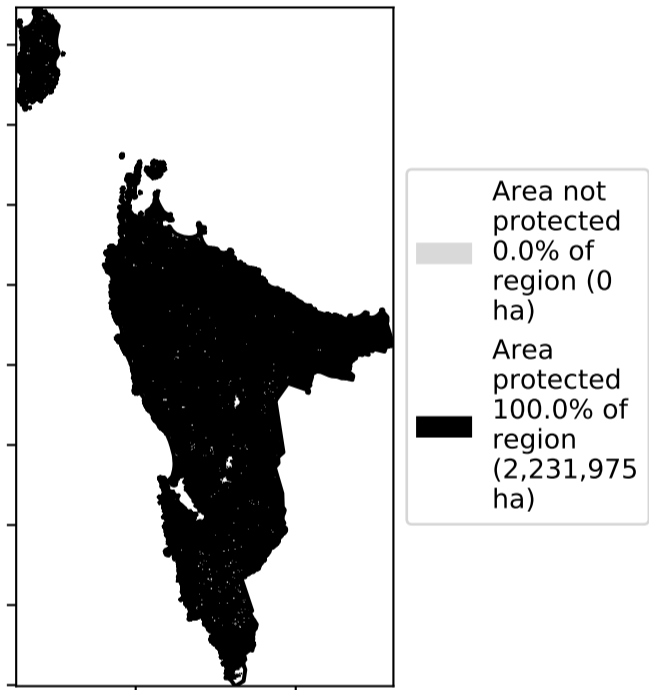 Area not
protected
0.0% of
region (0
ha)
Area
protected
100.0% of
region
(2,231,975
ha)